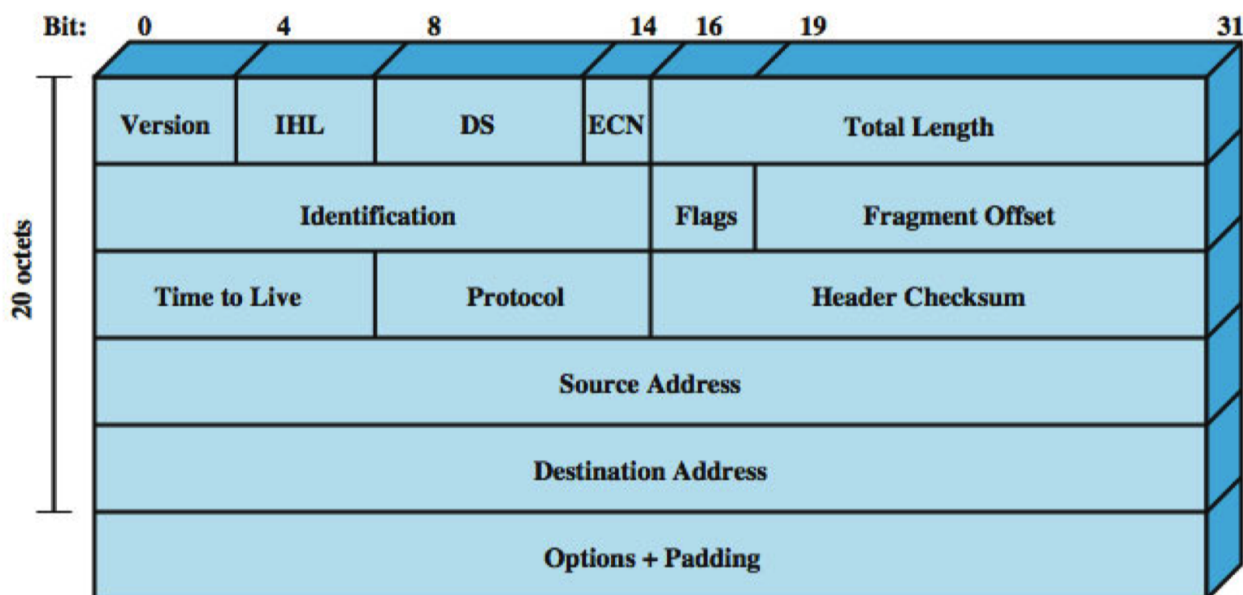 Bit: 0 4 8 14 16 19 31
Version IHL DS ECN Total Length
Identification Flags Fragment Offset
Time to Live Protocol Header Checksum
Source Address
Destination Address
Options + Padding
20 octets